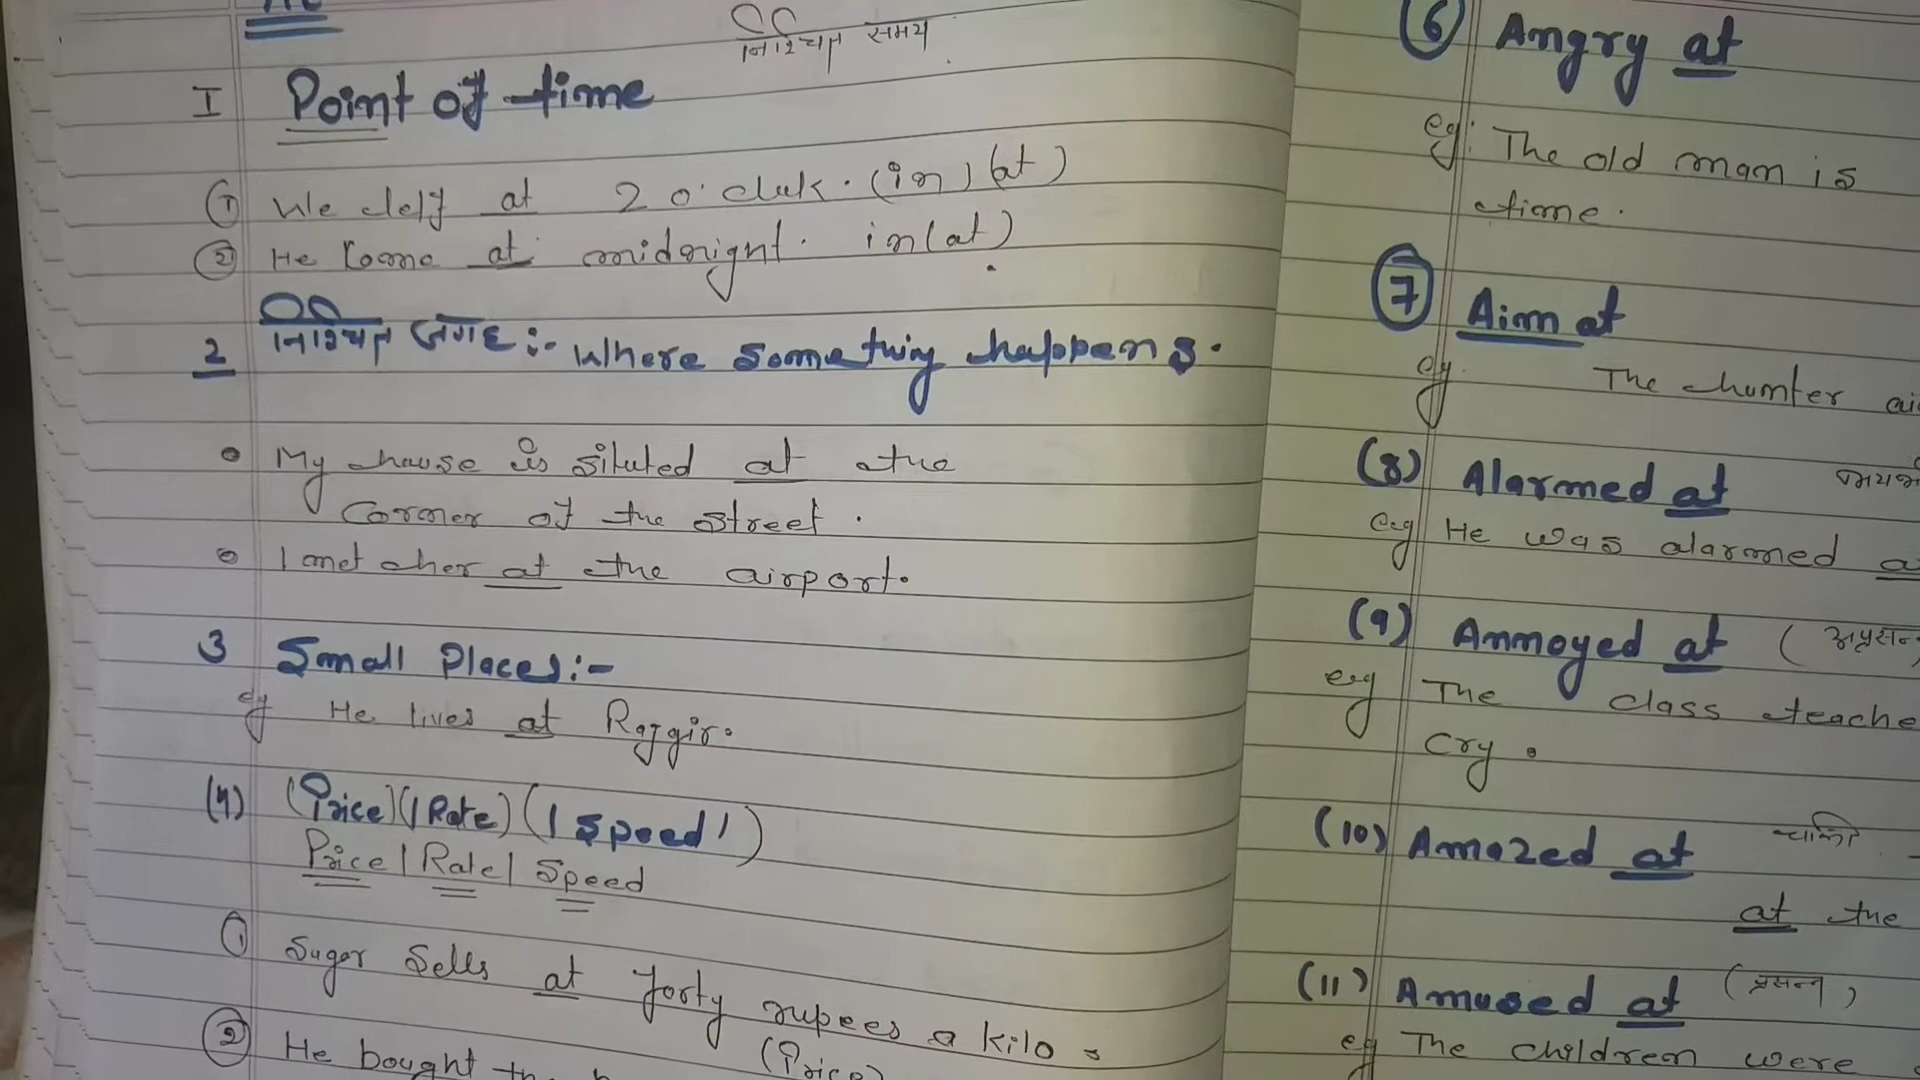 निश्चित समय
I Point of time
① We left at 2 o'clock. (in) (at)
② He come at midnight. in (at)
2 निश्चित जगह :- Where something happens.
My house is situted at the
Corner of the street.
I met her at the airport.
3 Small Places :-
eg He lives at Rajgir.
(4) (Price) (Rate) (Speed)
Price | Rate | Speed
① Sugar Sells at forty rupees a kilo.
(Price)
② He bought
⑥ Angry at
eg: The old man is
time.
⑦ Aim at
eg. The hunter
(8) Alarmed at
eg He was alarmed
(9) Annoyed at (
eg The class
Cry.
(10) Amazed at
at the
(11) Amused at (प्रसन्न)
eg The children were